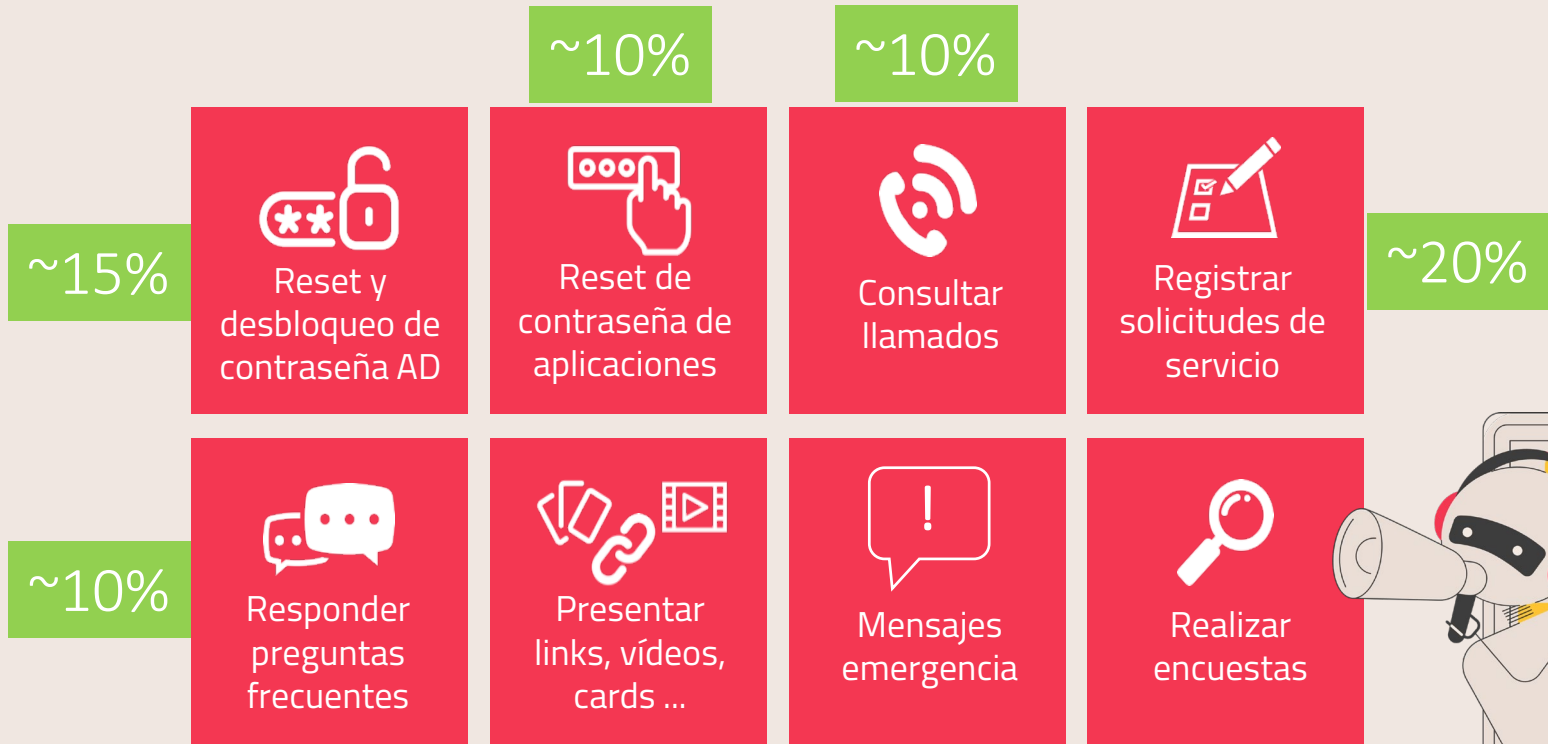 ~10%
~10%
~15%
Reset y
desbloqueo de
contraseña AD
Reset de
contraseña de
aplicaciones
Consultar
llamados
Registrar
solicitudes de
servicio
~20%
~10%
Responder
preguntas
frecuentes
Presentar
links, vídeos,
cards ...
Mensajes
emergencia
Realizar
encuestas